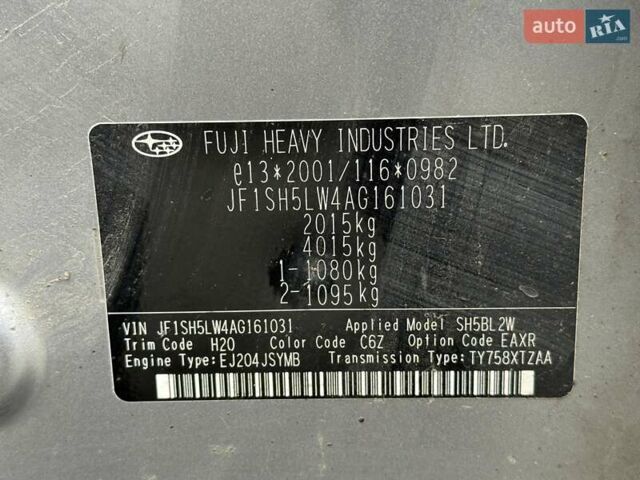 auto RIA.com
FUJI HEAVY INDUSTRIES LTD.
e13*2001/116*0982
JF1SH5LW4AG161031
2015kg
4015kg
1-1080kg
2-1095kg
VIN JF1SH5LW4AG161031 Applied Model SH5BL2W
Trim Code H20 Color Code C6Z Option Code EAXR
Engine Type:EJ204JSYMB Transmission Type:TY758XTZAA